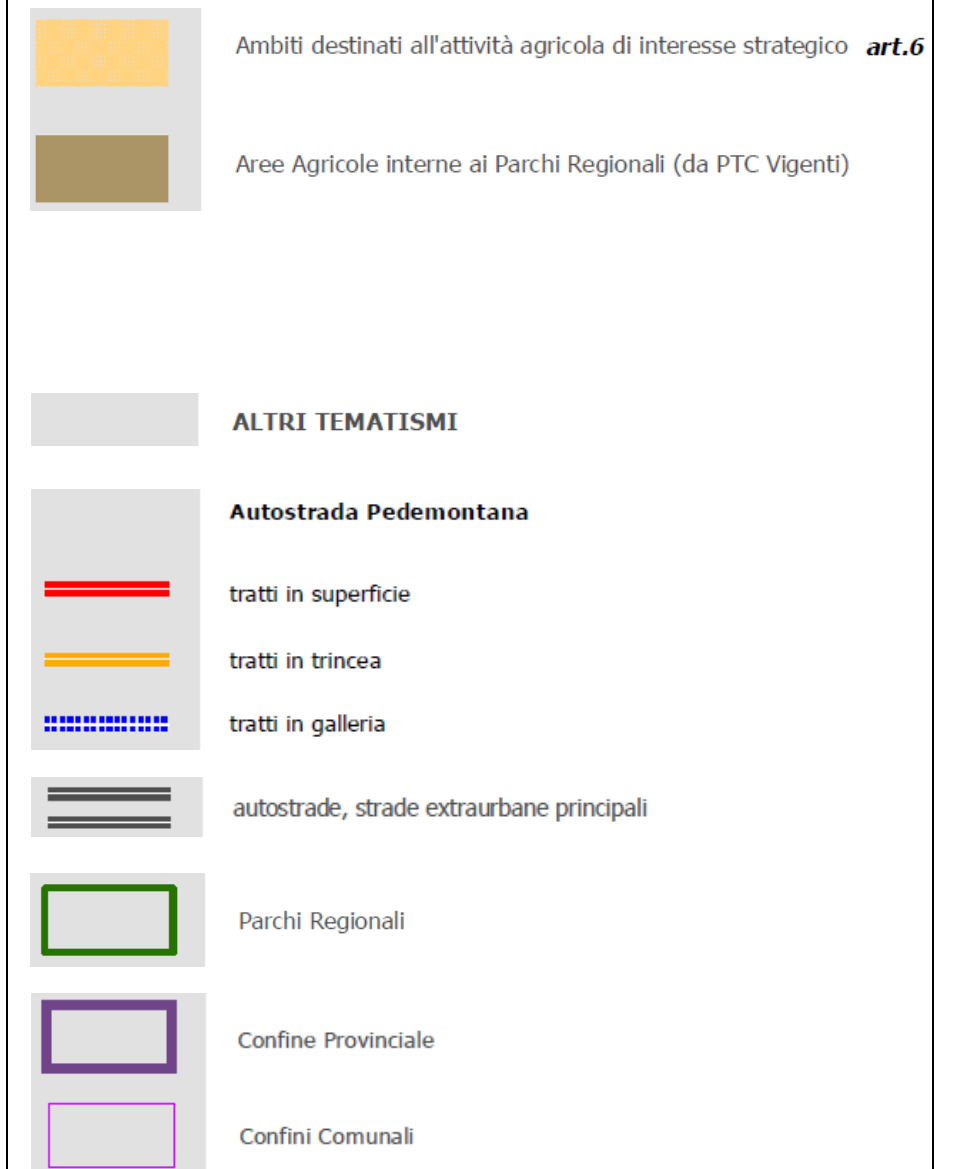 Ambiti destinati all'attività agricola di interesse strategico art.6
Aree Agricole interne ai Parchi Regionali (da PTC Vigenti)
ALTRI TEMATISMI
Autostrada Pedemontana
tratti in superficie
tratti in trincea
tratti in galleria
autostrade, strade extraurbane principali
Parchi Regionali
Confine Provinciale
Confini Comunali